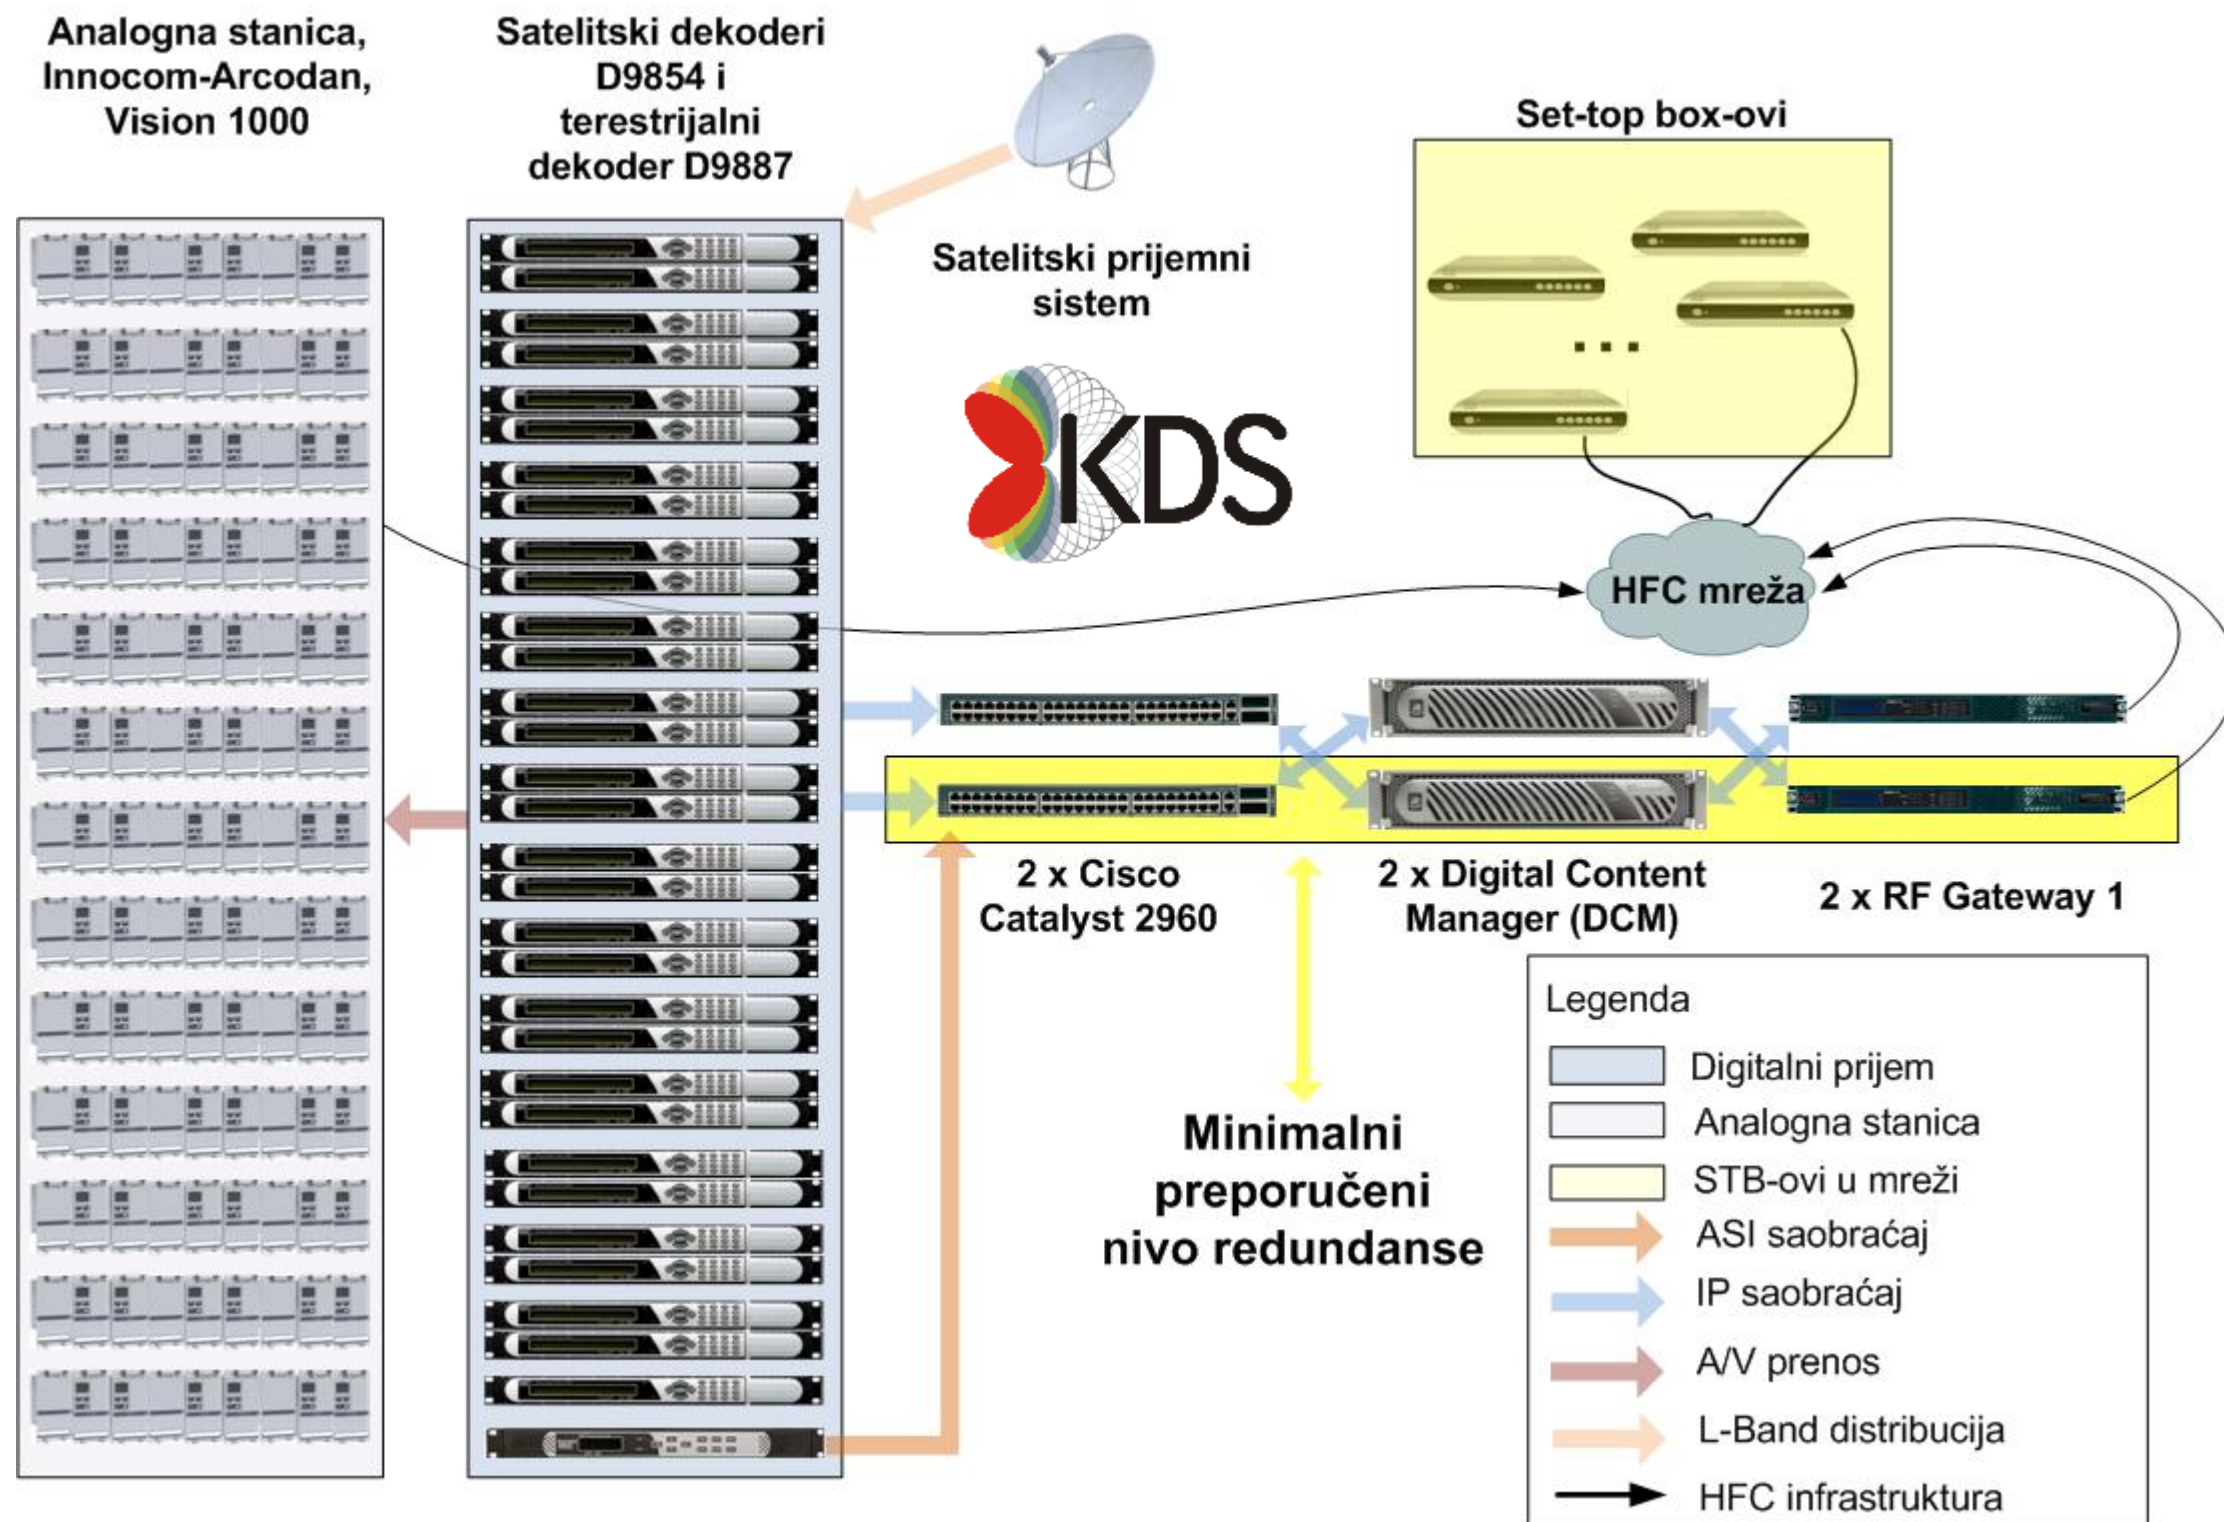 Analogna stanica,
Innocom-Arcodan,
Vision 1000
Satelitski dekoderi
D9854 i
terestrijalni
dekoder D9887
Satelitski prijemni
sistem
KDS
Set-top box-ovi
HFC mreža
2 x Cisco
Catalyst 2960
2 x Digital Content
Manager (DCM)
2 x RF Gateway 1
Minimalni
preporučeni
nivo redundanse
Legenda
Digitalni prijem
Analogna stanica
STB-ovi u mreži
ASI saobraćaj
IP saobraćaj
A/V prenos
L-Band distribucija
HFC infrastruktura